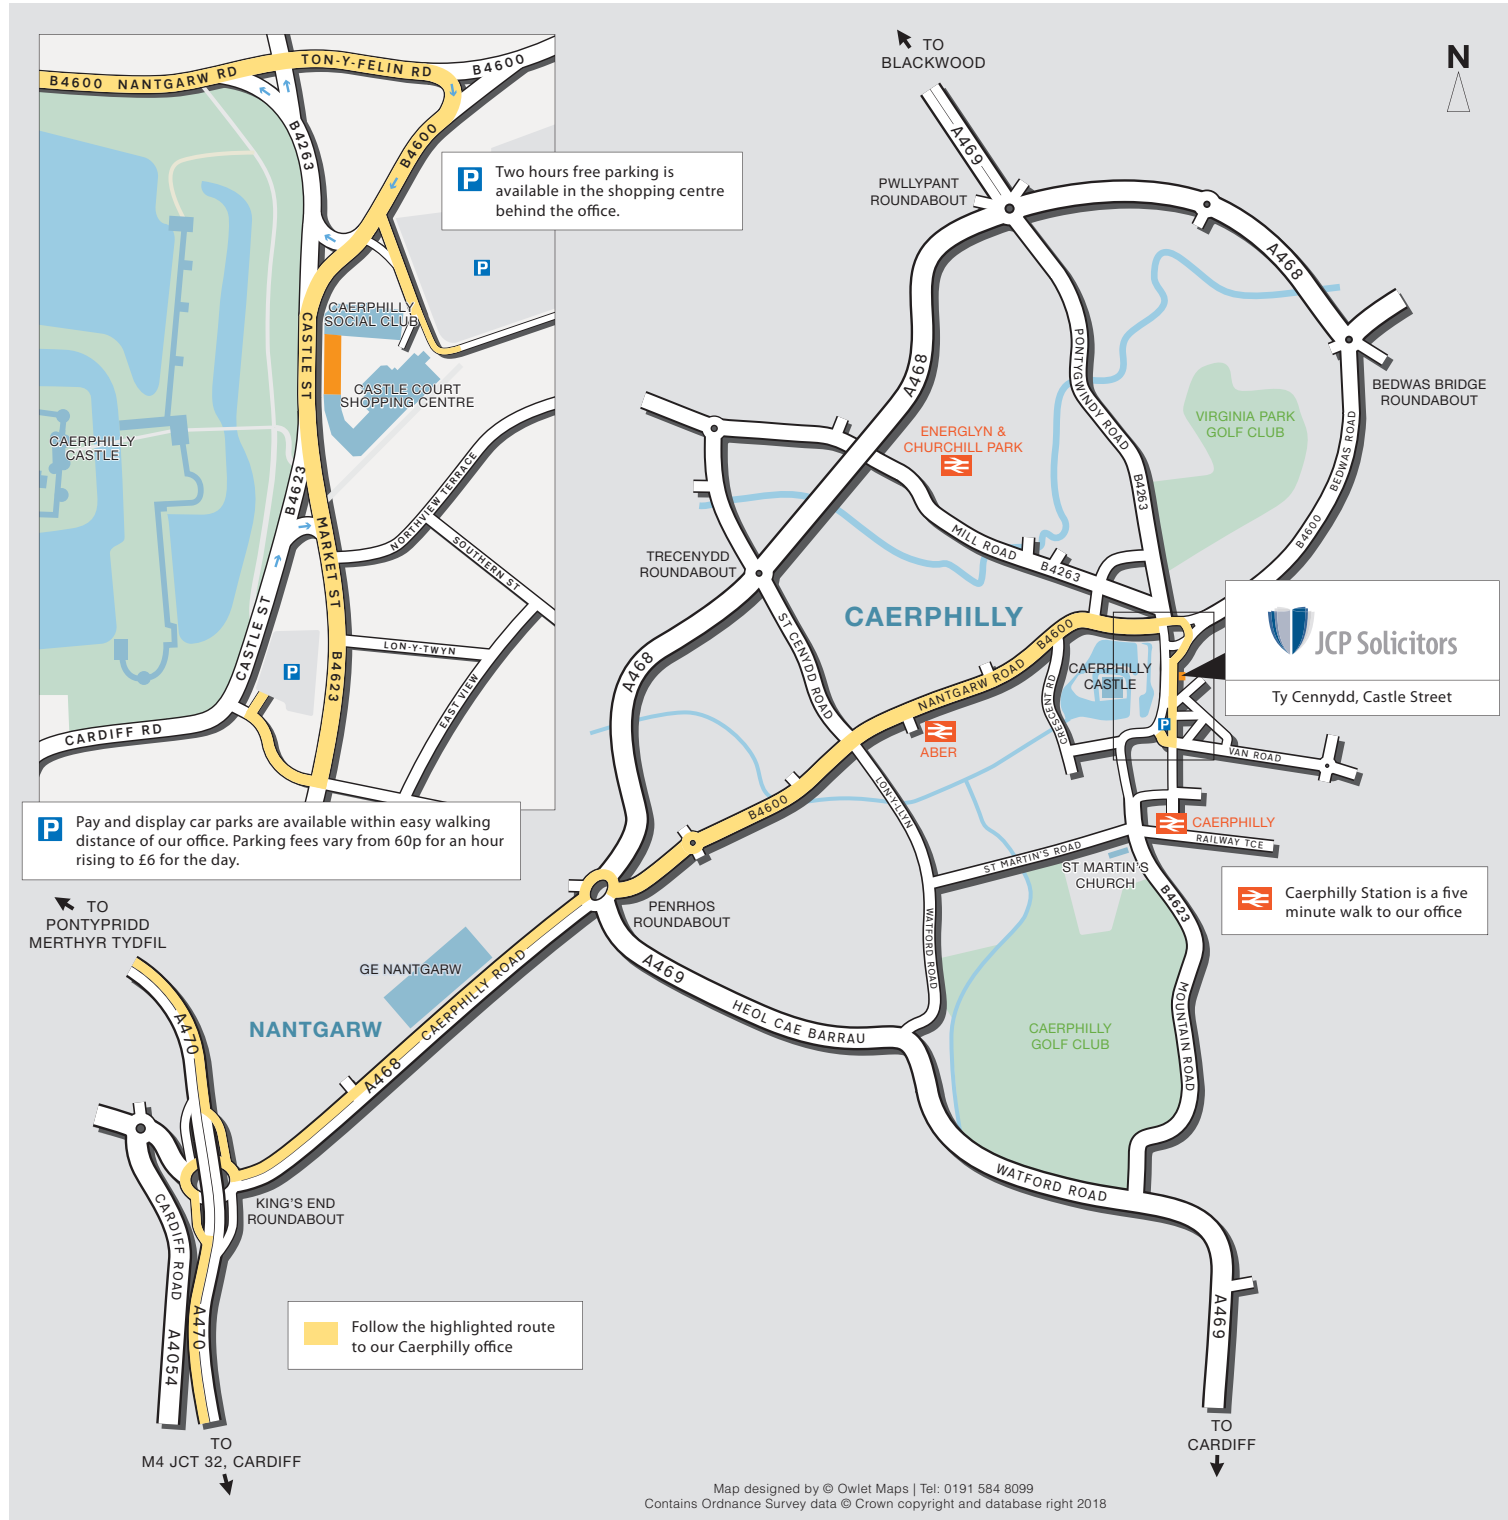 B4600 NANTGARW RD
TON-Y-FELIN RD
B4600
B4263
B4600
P
Two hours free parking is
available in the shopping centre
behind the office.
P
CAERPHILLY
SOCIAL CLUB
CASTLE ST
CASTLE COURT
SHOPPING CENTRE
CAERPHILLY
CASTLE
B4623
MARKET ST
NORTHVIEW TERRACE
SOUTHERN ST
CASTLE ST
LON-Y-TWYN
P
B4623
EAST VIEW
CARDIFF RD
P
Pay and display car parks are available within easy walking
distance of our office. Parking fees vary from 60p for an hour
rising to £6 for the day.
TO
BLACKWOOD
N
A469
PWLLYPANT
ROUNDABOUT
A468
A468
PONTYGWINDY ROAD
BEDWAS BRIDGE
ROUNDABOUT
VIRGINIA PARK
GOLF CLUB
BEDWAS ROAD
ENERGLYN &
CHURCHILL PARK
B4263
B4600
MILL ROAD
B4263
TRECENYDD
ROUNDABOUT
CAERPHILLY
ST CENYDD ROAD
B4600
JCP Solicitors
Ty Cennydd, Castle Street
A468
NANTGARW ROAD
CAERPHILLY
CASTLE
CRESCENT RD
P
ABER
VAN ROAD
B4600
LON-Y-LLYN
CAERPHILLY
RAILWAY TCE
ST MARTIN'S ROAD
ST MARTIN'S
CHURCH
B4623
Caerphilly Station is a five
minute walk to our office
PENRHOS
ROUNDABOUT
WATFORD ROAD
TO
PONTYPRIDD
MERTHYR TYDFIL
GE NANTGARW
CAERPHILLY ROAD
A469
HEOL CAE BARRAU
NANTGARW
A470
A468
CAERPHILLY
GOLF CLUB
MOUNTAIN ROAD
KING'S END
ROUNDABOUT
WATFORD ROAD
CARDIFF ROAD
A4054
A470
A469
Follow the highlighted route
to our Caerphilly office
TO
M4 JCT 32, CARDIFF
TO
CARDIFF
Map designed by © Owlet Maps | Tel: 0191 584 8099
Contains Ordnance Survey data © Crown copyright and database right 2018